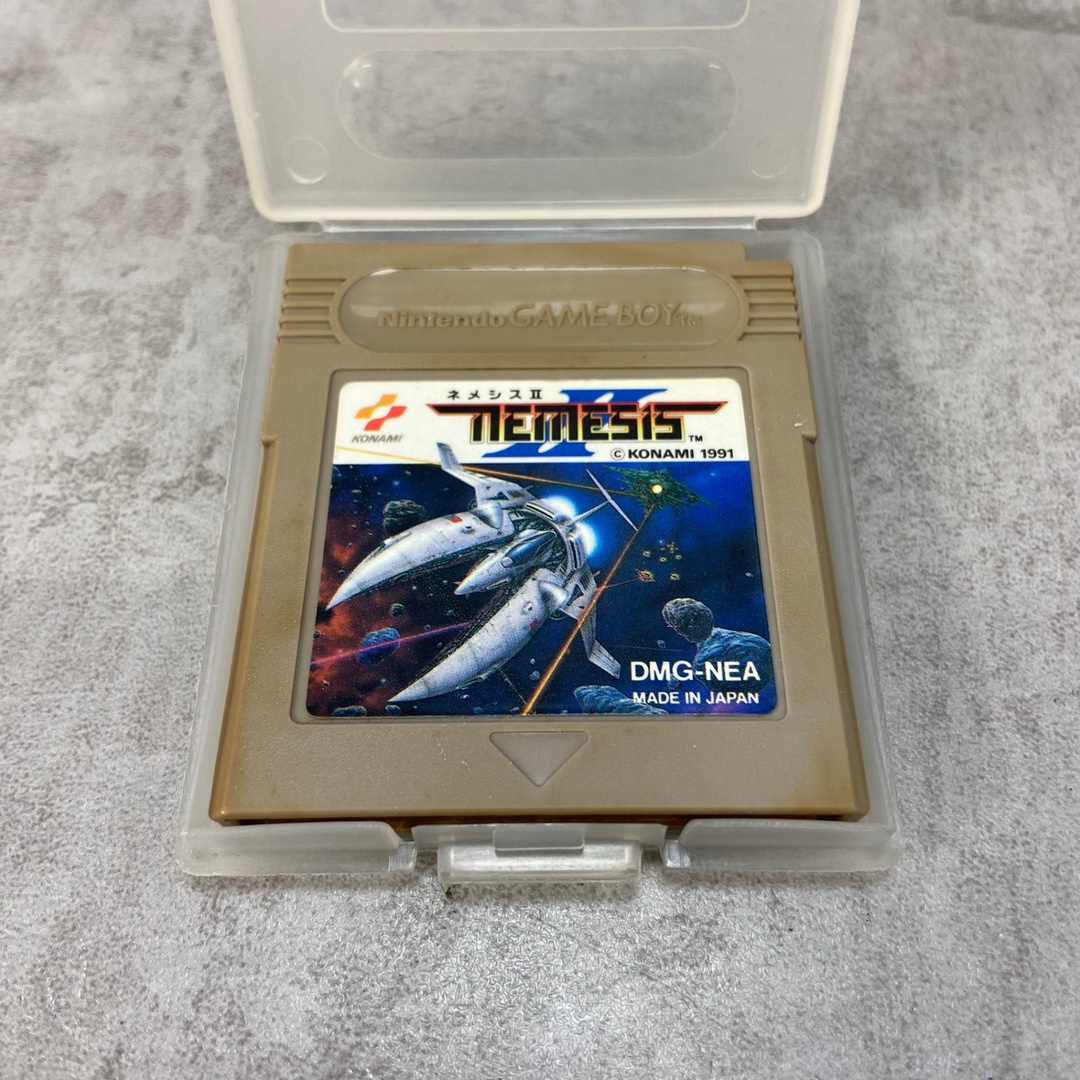 Nintendo GAME BOY TM
ネメシスⅡ
II
NEMESIS TM
KONAMI
© KONAMI 1991
DMG-NEA
MADE IN JAPAN